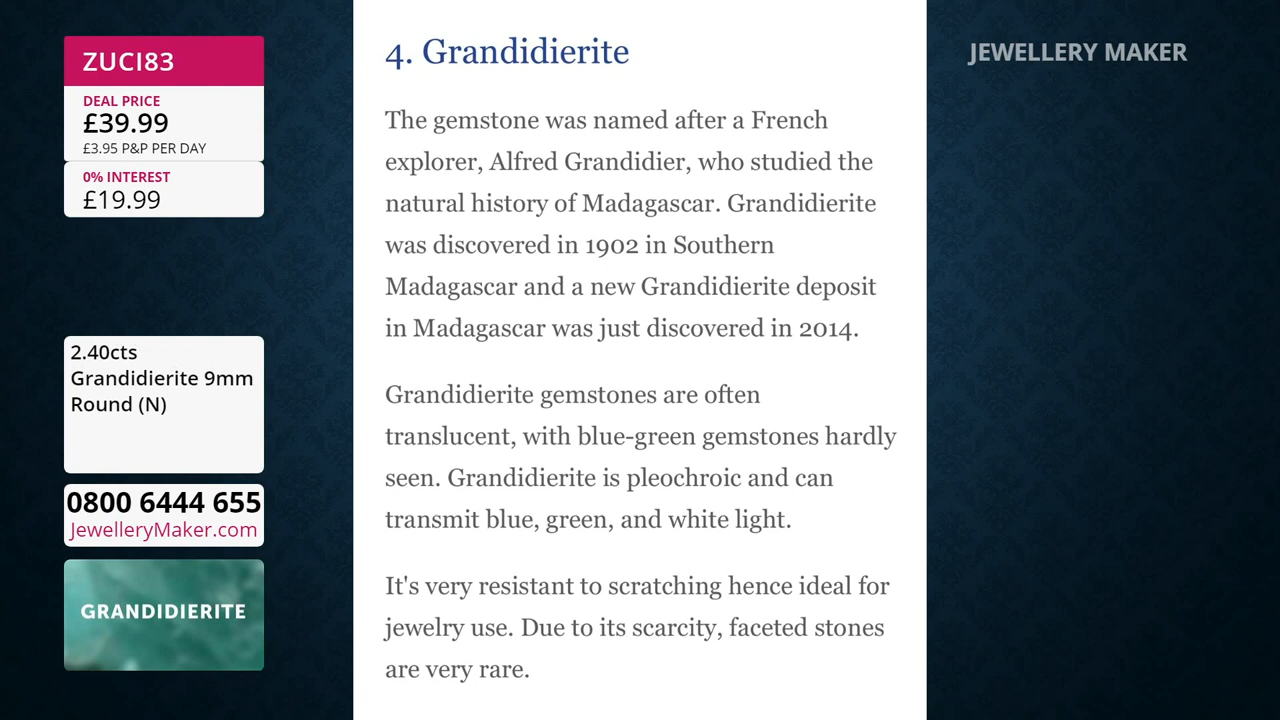 ZUCI83
DEAL PRICE
£39.99
£3.95 P&P PER DAY
0% INTEREST
£19.99
2.40cts
Grandidierite 9mm
Round (N)
0800 6444 655
JewelleryMaker.com
GRANDIDIERITE
4. Grandidierite
The gemstone was named after a French
explorer, Alfred Grandidier, who studied the
natural history of Madagascar. Grandidierite
was discovered in 1902 in Southern
Madagascar and a new Grandidierite deposit
in Madagascar was just discovered in 2014.
Grandidierite gemstones are often
translucent, with blue-green gemstones hardly
seen. Grandidierite is pleochroic and can
transmit blue, green, and white light.
It's very resistant to scratching hence ideal for
jewelry use. Due to its scarcity, faceted stones
are very rare.
JEWELLERY MAKER